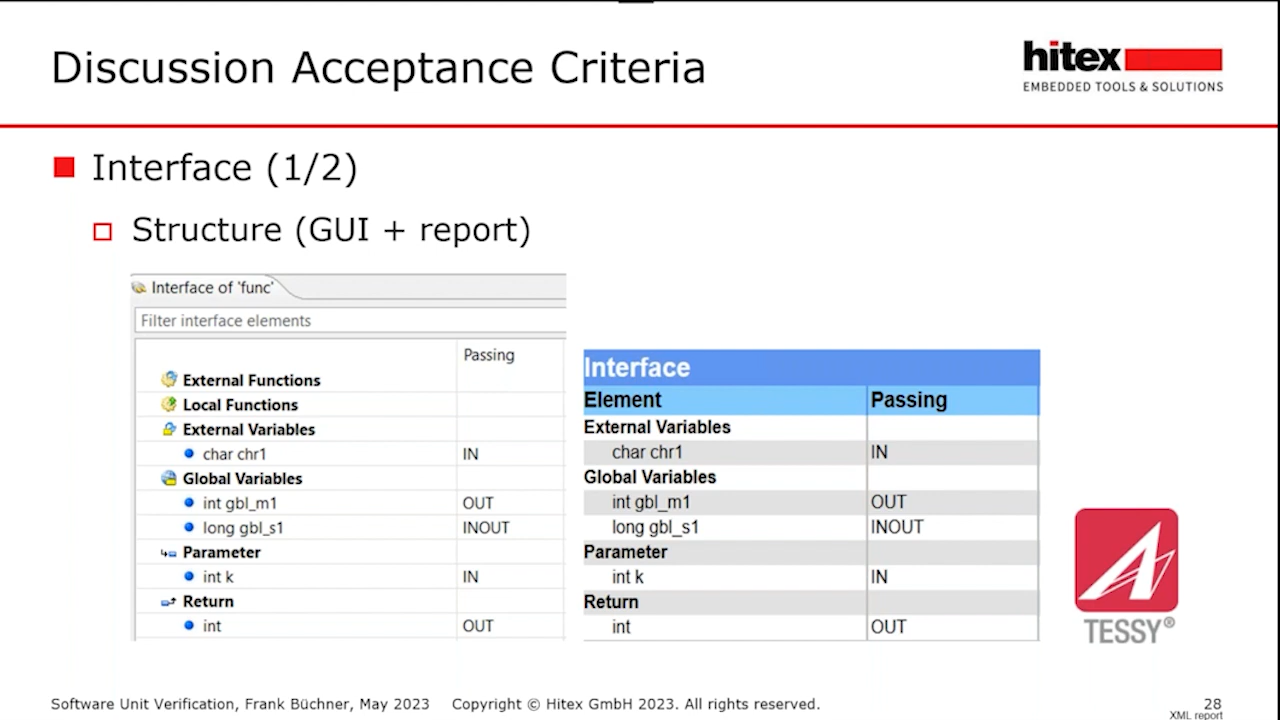 Discussion Acceptance Criteria
hitex
EMBEDDED TOOLS & SOLUTIONS
Interface (1/2)
Structure (GUI + report)
Interface of 'func'
Filter interface elements
Passing
External Functions
Local Functions
External Variables
char chr1 IN
Global Variables
int gbl_m1 OUT
long gbl_s1 INOUT
Parameter
int k IN
Return
int OUT
Interface
Element Passing
External Variables
char chr1 IN
Global Variables
int gbl_m1 OUT
long gbl_s1 INOUT
Parameter
int k IN
Return
int OUT
TESSY®
Software Unit Verification, Frank Büchner, May 2023 Copyright © Hitex GmbH 2023. All rights reserved. 28
XML report